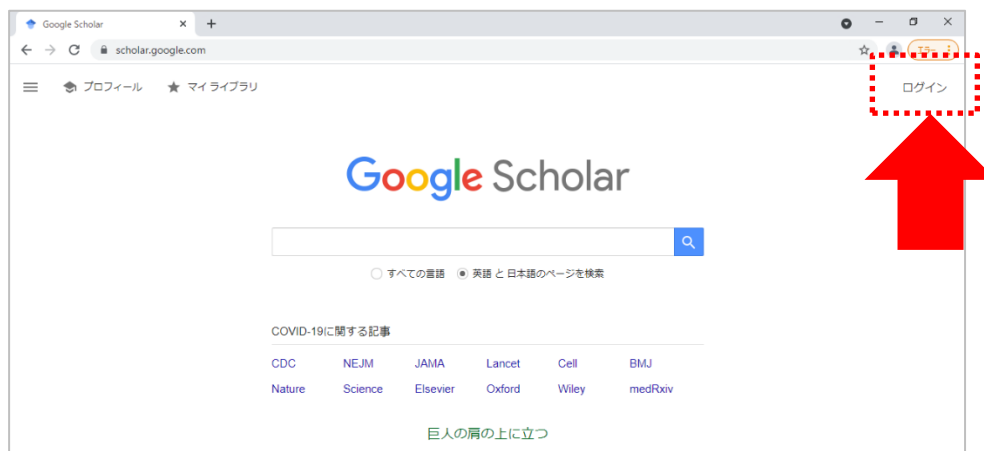 Google Scholar
scholar.google.com
エラー
プロフィール マイ ライブラリ ログイン
Google Scholar
すべての言語 英語 と 日本語のページを検索
COVID-19に関する記事
CDC NEJM JAMA Lancet Cell BMJ
Nature Science Elsevier Oxford Wiley medRxiv
巨人の肩の上に立つ